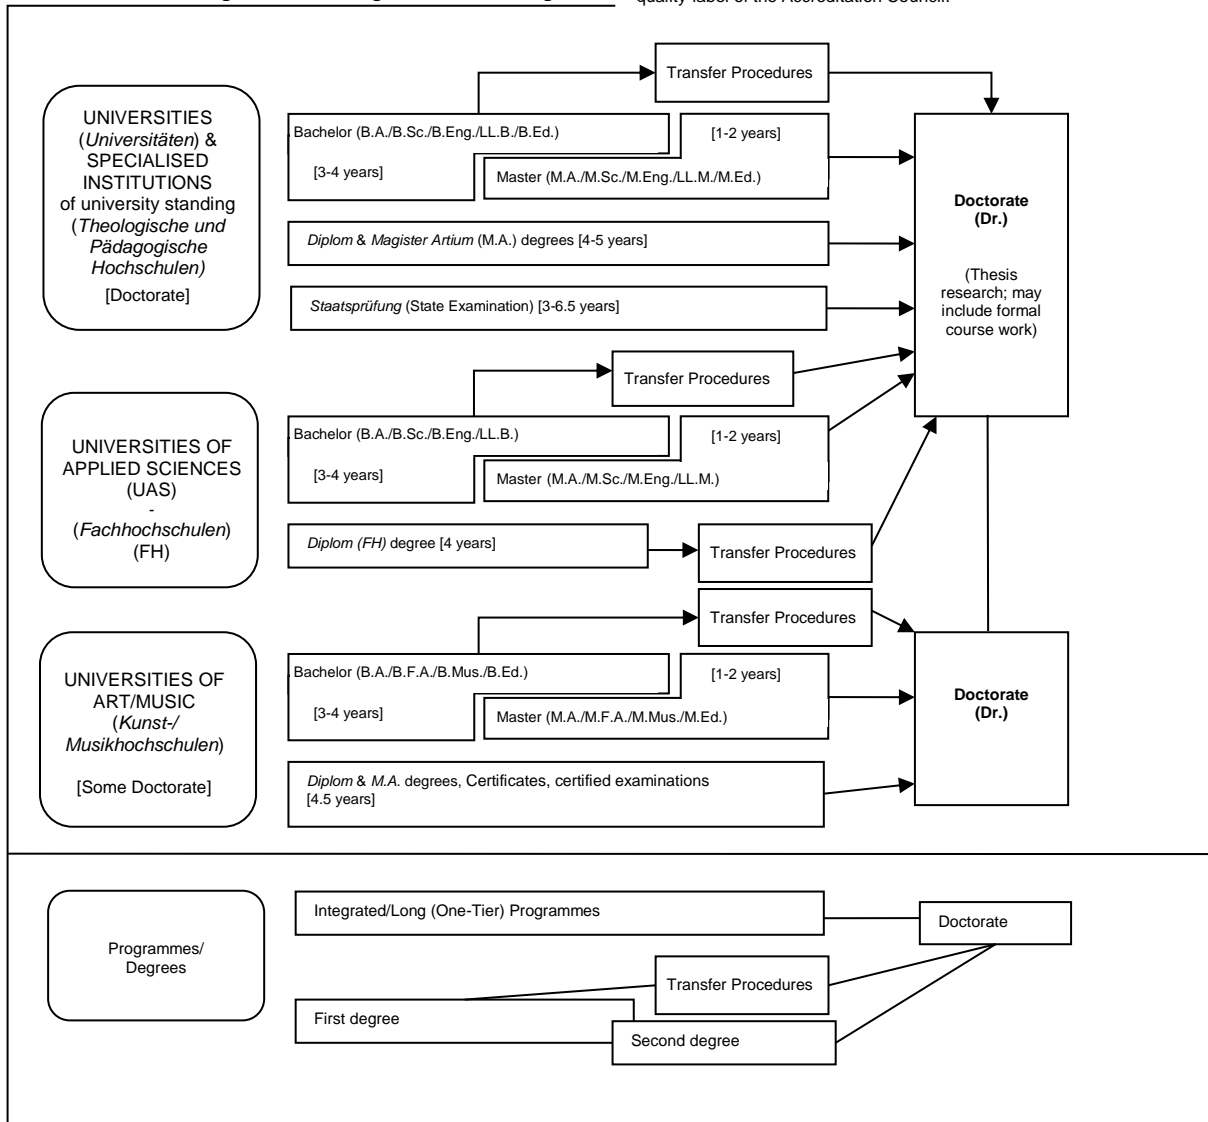 quality-label of the Accreditation Council.
Transfer Procedures
UNIVERSITIES
(Universitäten) &
SPECIALISED
INSTITUTIONS
of university standing
(Theologische und
Pädagogische
Hochschulen)
[Doctorate]
Bachelor (B.A./B.Sc./B.Eng./LL.B./B.Ed.)
[1-2 years]
[3-4 years]
Master (M.A./M.Sc./M.Eng./LL.M./M.Ed.)
Diplom & Magister Artium (M.A.) degrees [4-5 years]
Staatsprüfung (State Examination) [3-6.5 years]
Doctorate
(Dr.)
(Thesis
research; may
include formal
course work)
Transfer Procedures
UNIVERSITIES OF
APPLIED SCIENCES
(UAS)
-
(Fachhochschulen)
(FH)
Bachelor (B.A./B.Sc./B.Eng./LL.B.)
[1-2 years]
[3-4 years]
Master (M.A./M.Sc./M.Eng./LL.M.)
Diplom (FH) degree [4 years]
Transfer Procedures
Transfer Procedures
UNIVERSITIES OF
ART/MUSIC
(Kunst-/
Musikhochschulen)
[Some Doctorate]
Bachelor (B.A./B.F.A./B.Mus./B.Ed.)
[1-2 years]
[3-4 years]
Master (M.A./M.F.A./M.Mus./M.Ed.)
Diplom & M.A. degrees, Certificates, certified examinations
[4.5 years]
Doctorate
(Dr.)
Programmes/
Degrees
Integrated/Long (One-Tier) Programmes
Doctorate
Transfer Procedures
First degree
Second degree